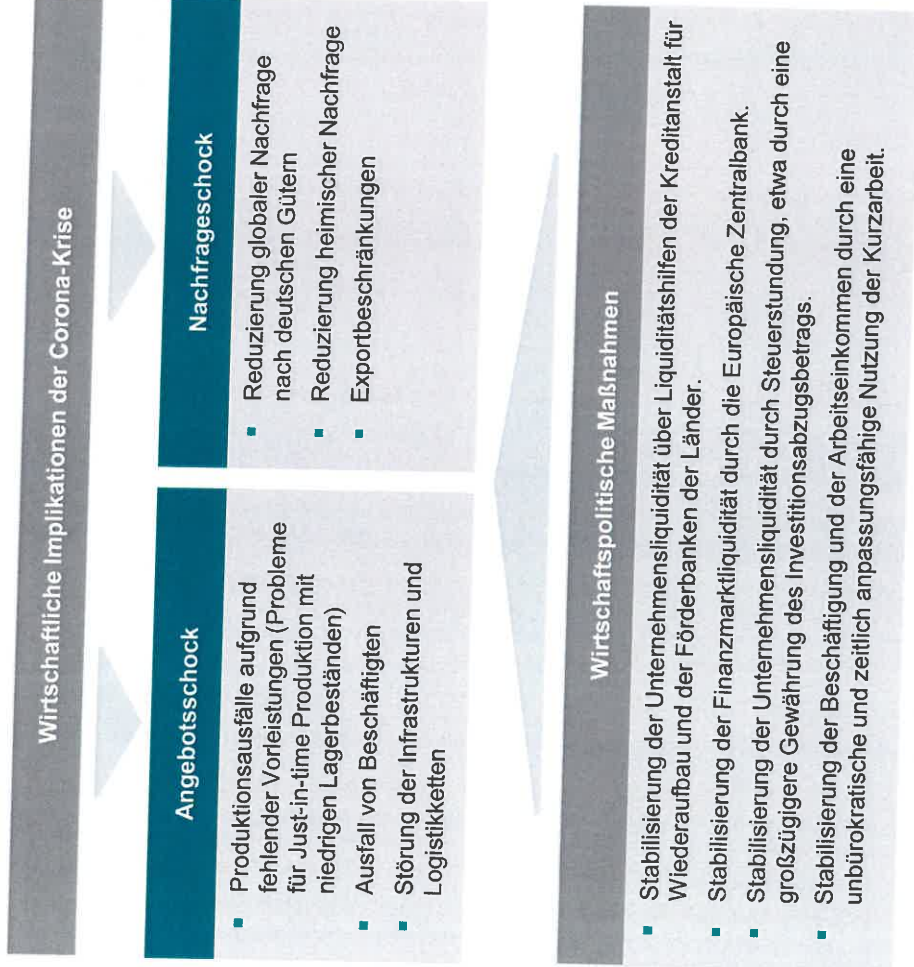 Wirtschaftliche Implikationen der Corona-Krise
Angebotsschock
Produktionsausfälle aufgrund
fehlender Vorleistungen (Probleme
für Just-in-time Produktion mit
niedrigen Lagerbeständen)
Ausfall von Beschäftigten
Störung der Infrastrukturen und
Logistikketten
Nachfrageschock
Reduzierung globaler Nachfrage
nach deutschen Gütern
Reduzierung heimischer Nachfrage
Exportbeschränkungen
Wirtschaftspolitische Maßnahmen
Stabilisierung der Unternehmensliquidität über Liquiditätshilfen der Kreditanstalt für
Wiederaufbau und der Förderbanken der Länder.
Stabilisierung der Finanzmarktliquidität durch die Europäische Zentralbank.
Stabilisierung der Unternehmensliquidität durch Steuerstundung, etwa durch eine
großzügigere Gewährung des Investitionsabzugsbetrags.
Stabilisierung der Beschäftigung und der Arbeitseinkommen durch eine
unbürokratische und zeitlich anpassungsfähige Nutzung der Kurzarbeit.